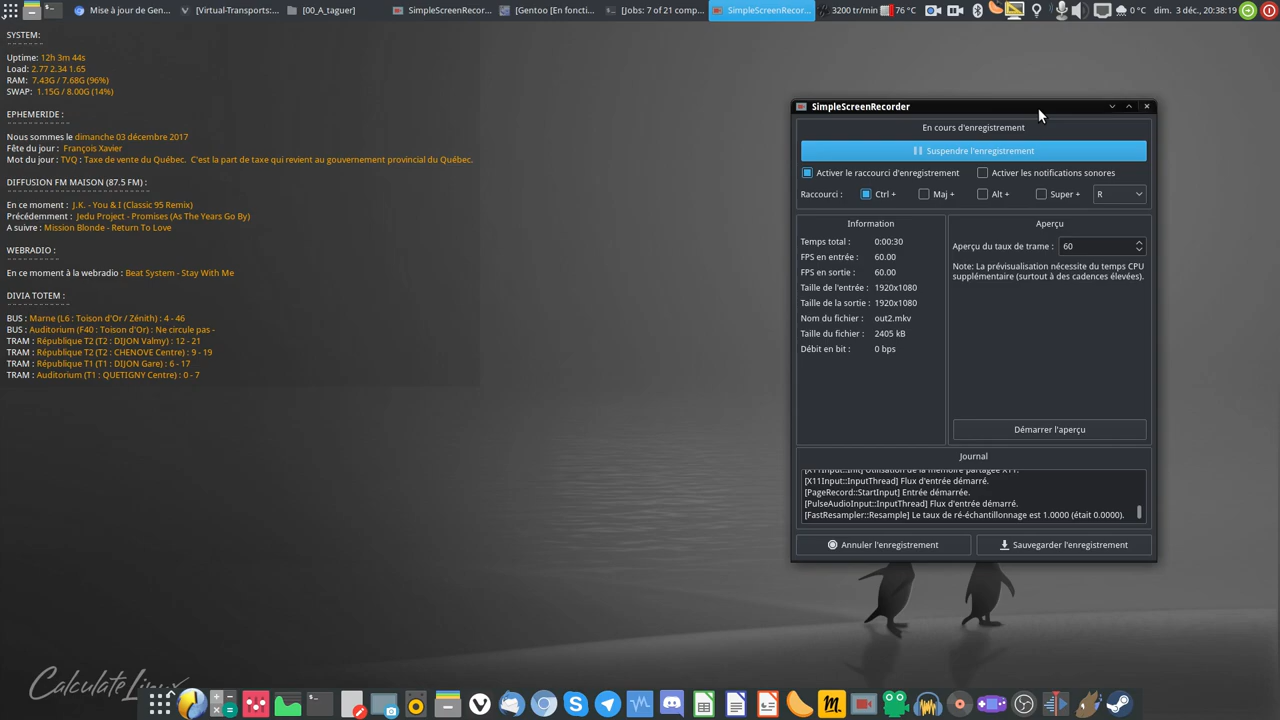 Mise à jour de Gen...
[Virtual-Transports:...
[00_A_taguer]
SimpleScreenRecor...
[Gentoo [En foncti...
[Jobs: 7 of 21 comp...
SimpleScreenRecor...
3200 tr/min
76 °C
0 °C
dim. 3 déc., 20:38:19
SYSTEM:
Uptime: 12h 3m 44s
Load: 2.77 2.34 1.65
RAM: 7.43G / 7.68G (96%)
SWAP: 1.15G / 8.00G (14%)
EPHEMERIDE :
Nous sommes le dimanche 03 décembre 2017
Fête du jour : François Xavier
Mot du jour : TVQ : Taxe de vente du Québec. C'est la part de taxe qui revient au gouvernement provincial du Québec.
DIFFUSION FM MAISON (87.5 FM) :
En ce moment : J.K. - You & I (Classic 95 Remix)
Précédemment : Jedu Project - Promises (As The Years Go By)
A suivre : Mission Blonde - Return To Love
WEBRADIO :
En ce moment à la webradio : Beat System - Stay With Me
DIVIA TOTEM :
BUS : Marne (L6 : Toison d'Or / Zénith) : 4 - 46
BUS : Auditorium (F40 : Toison d'Or) : Ne circule pas -
TRAM : République T2 (T2 : DIJON Valmy) : 12 - 21
TRAM : République T2 (T2 : CHENOVE Centre) : 9 - 19
TRAM : République T1 (T1 : DIJON Gare) : 6 - 17
TRAM : Auditorium (T1 : QUETIGNY Centre) : 0 - 7
SimpleScreenRecorder
En cours d'enregistrement
Suspendre l'enregistrement
Activer le raccourci d'enregistrement
Activer les notifications sonores
Raccourci : Ctrl + Maj + Alt + Super + R
Information
Temps total : 0:00:30
FPS en entrée : 60.00
FPS en sortie : 60.00
Taille de l'entrée : 1920x1080
Taille de la sortie : 1920x1080
Nom du fichier : out2.mkv
Taille du fichier : 2405 kB
Débit en bit : 0 bps
Aperçu
Aperçu du taux de trame : 60
Note: La prévisualisation nécessite du temps CPU
supplémentaire (surtout à des cadences élevées).
Démarrer l'aperçu
Journal
[X11Input::Init] Utilisation de la mémoire partagée X11.
[X11Input::InputThread] Flux d'entrée démarré.
[PageRecord::StartInput] Entrée démarrée.
[PulseAudioInput::InputThread] Flux d'entrée démarré.
[FastResampler::Resample] Le taux de ré-échantillonnage est 1.0000 (était 0.0000).
Annuler l'enregistrement
Sauvegarder l'enregistrement
Calculate Linux